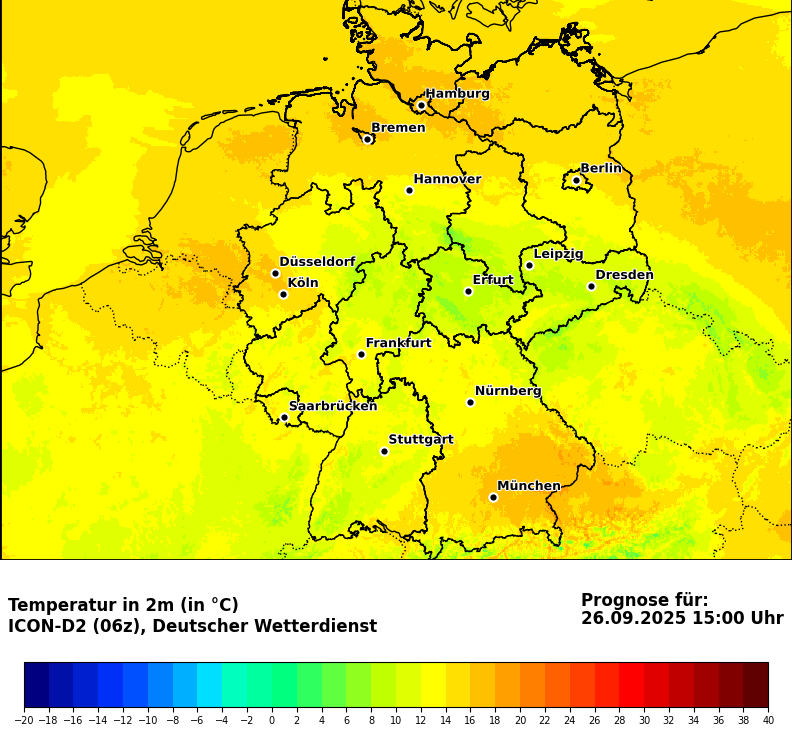 Hamburg
Bremen
Berlin
Hannover
Leipzig
Düsseldorf
Dresden
Köln
Erfurt
Frankfurt
Nürnberg
Saarbrücken
Stuttgart
München
Temperatur in 2m (in °C)
ICON-D2 (06z), Deutscher Wetterdienst
Prognose für:
26.09.2025 15:00 Uhr
−20 −18 −16 −14 −12 −10 −8 −6 −4 −2 0 2 4 6 8 10 12 14 16 18 20 22 24 26 28 30 32 34 36 38 40